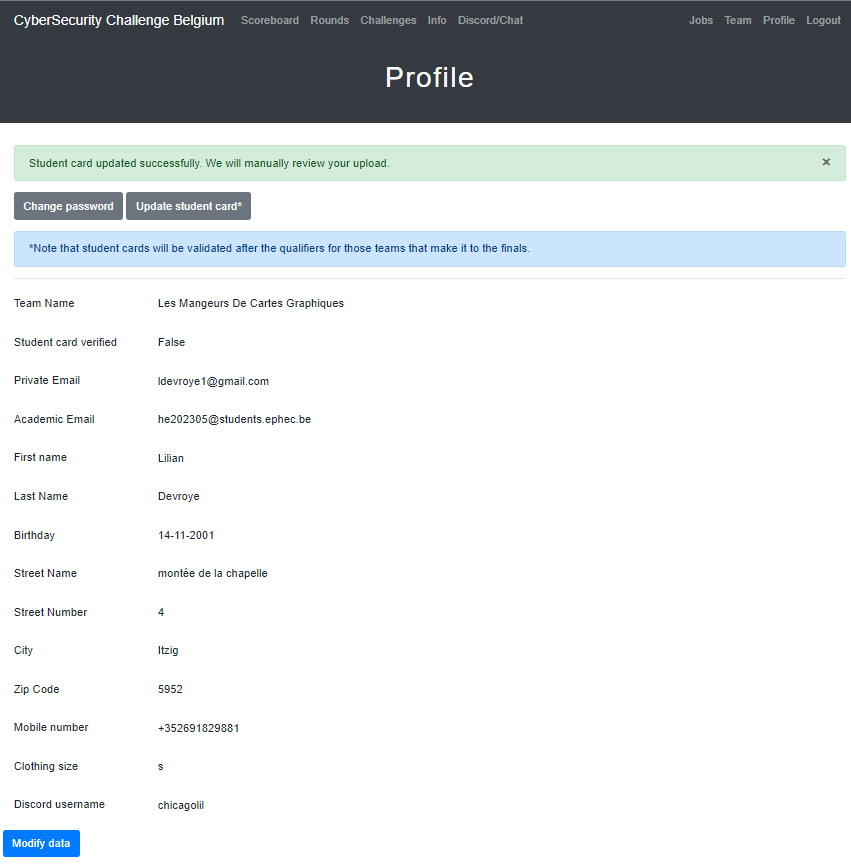 CyberSecurity Challenge Belgium Scoreboard Rounds Challenges Info Discord/Chat Jobs Team Profile Logout
Profile
Student card updated successfully. We will manually review your upload. ×
Change password Update student card*
*Note that student cards will be validated after the qualifiers for those teams that make it to the finals.
Team Name Les Mangeurs De Cartes Graphiques
Student card verified False
Private Email ldevroye1@gmail.com
Academic Email he202305@students.ephec.be
First name Lilian
Last Name Devroye
Birthday 14-11-2001
Street Name montée de la chapelle
Street Number 4
City Itzig
Zip Code 5952
Mobile number +352691829881
Clothing size s
Discord username chicagolil
Modify data